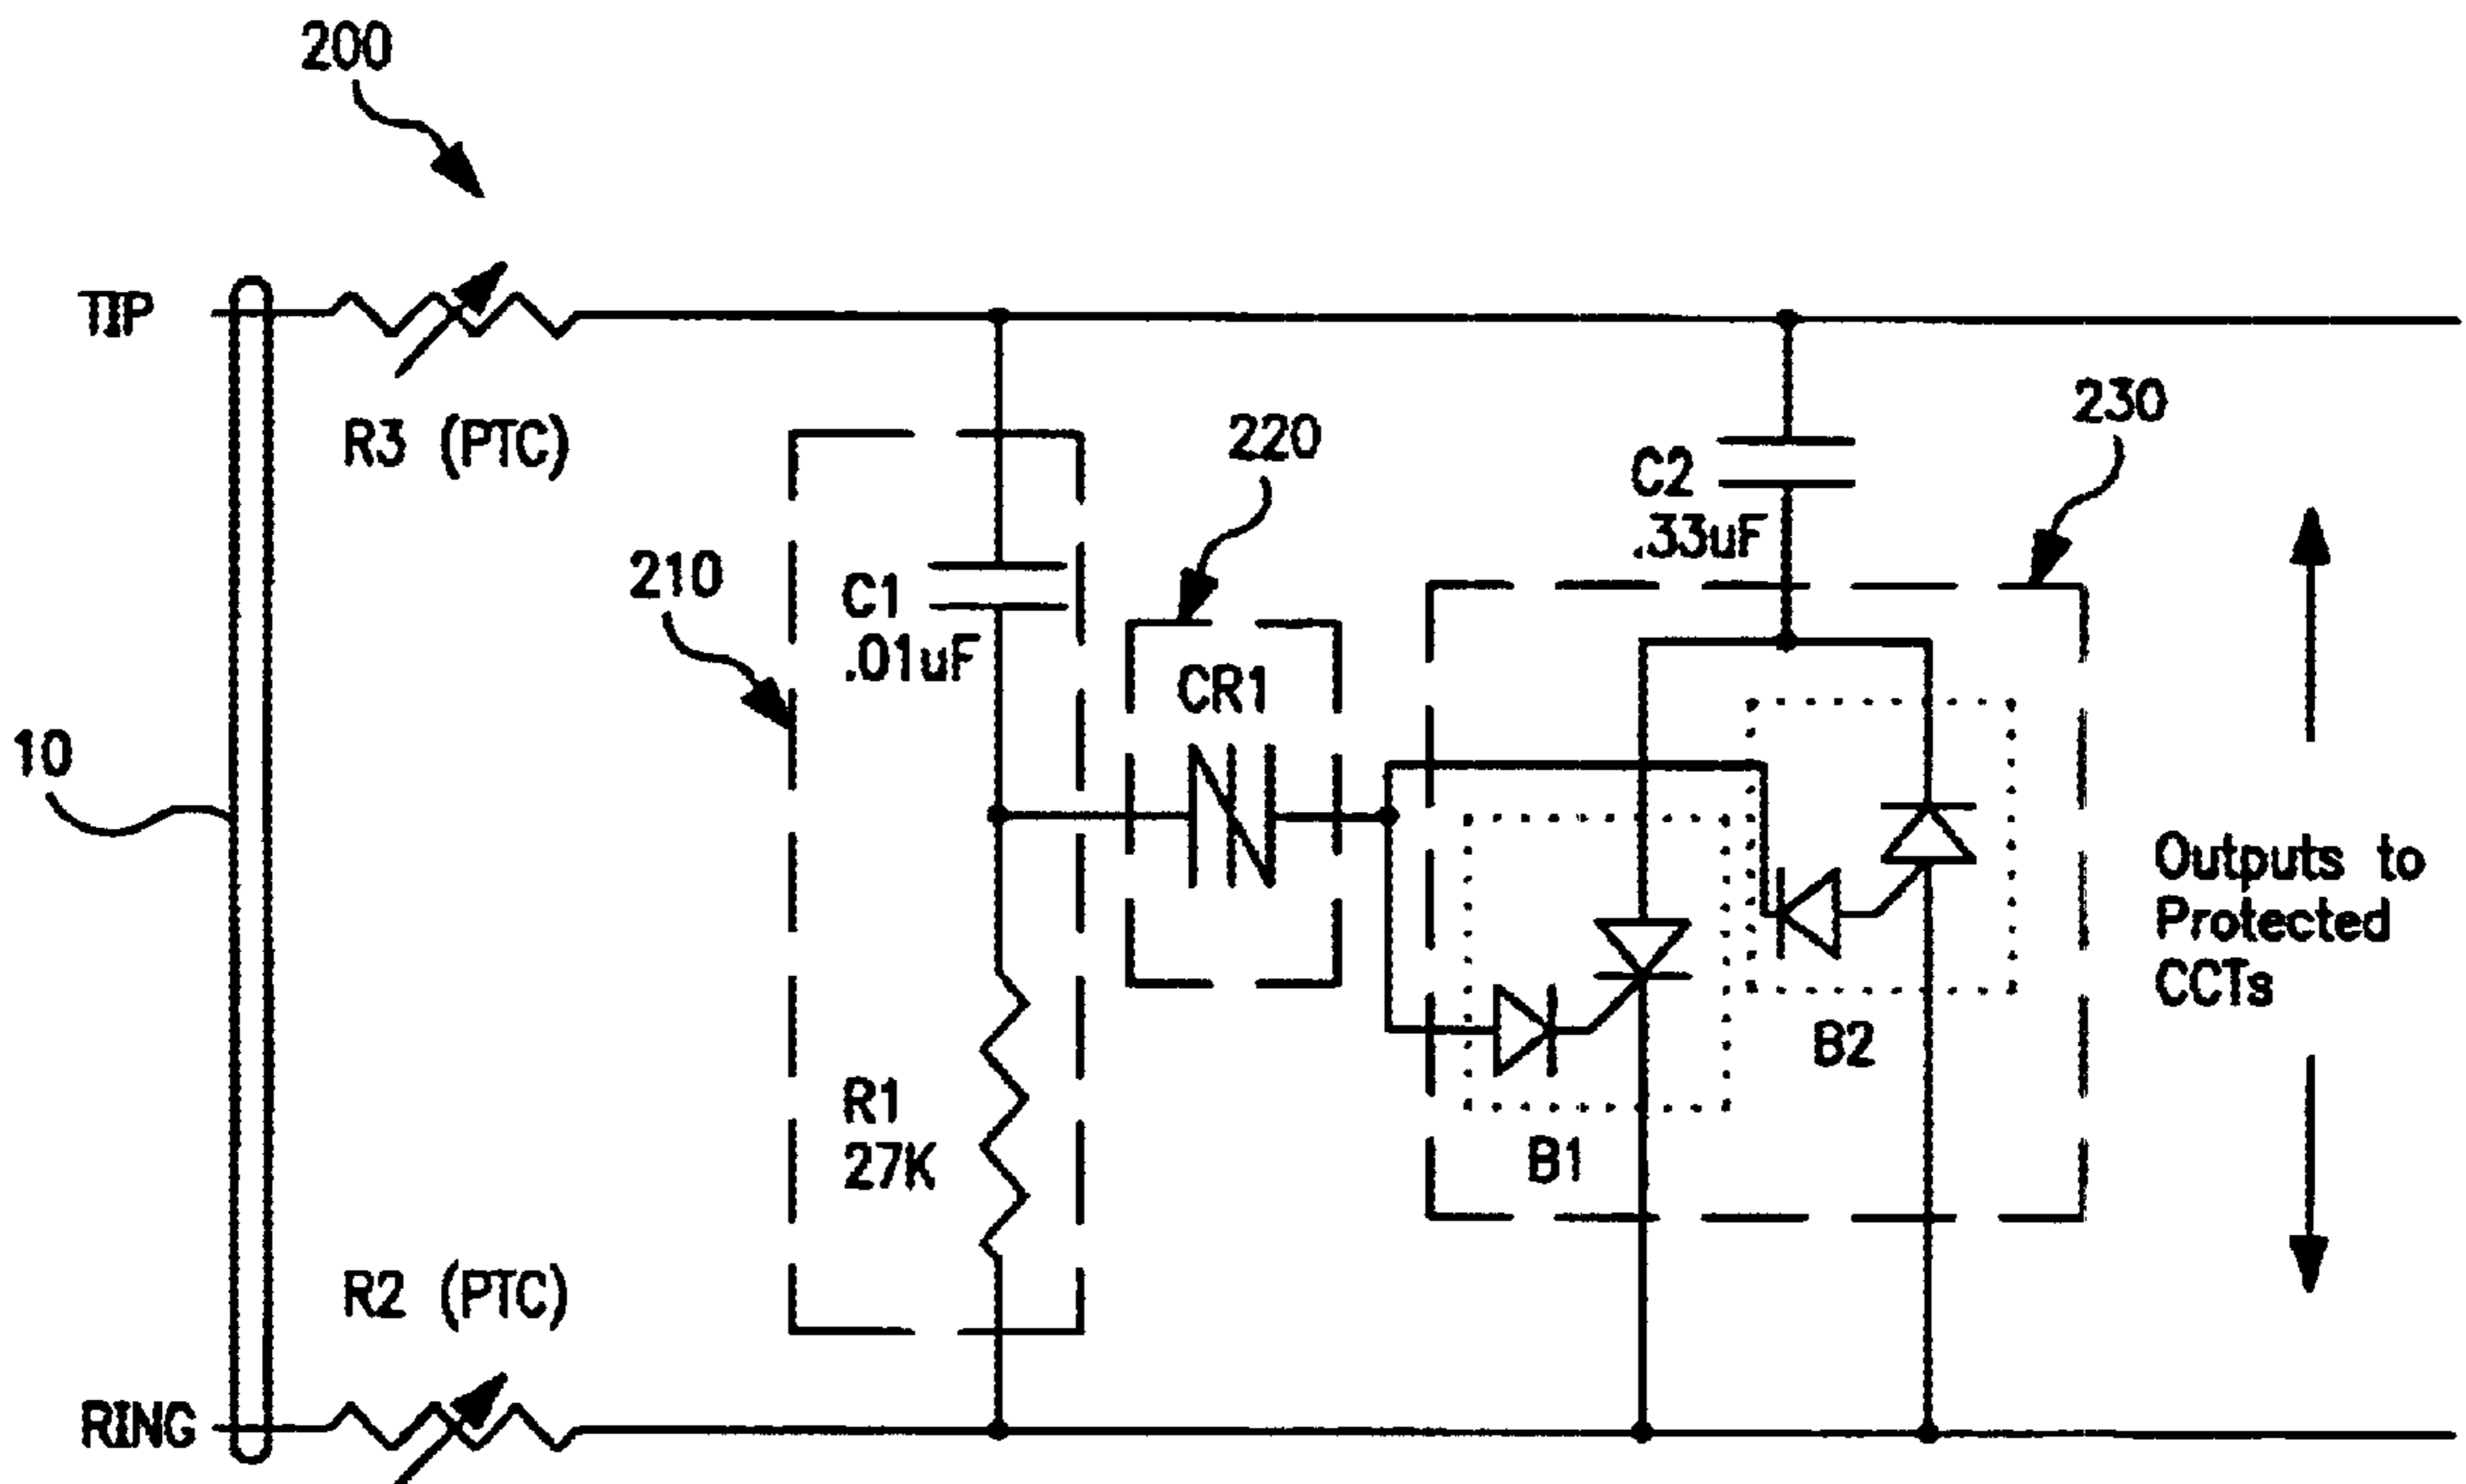 200
TIP
R3 (PTC)
220
230
C2
.33uF
210
C1
.01uF
CR1
10
Outputs to
Protected
CCTs
B2
R1
27K
B1
R2 (PTC)
RING